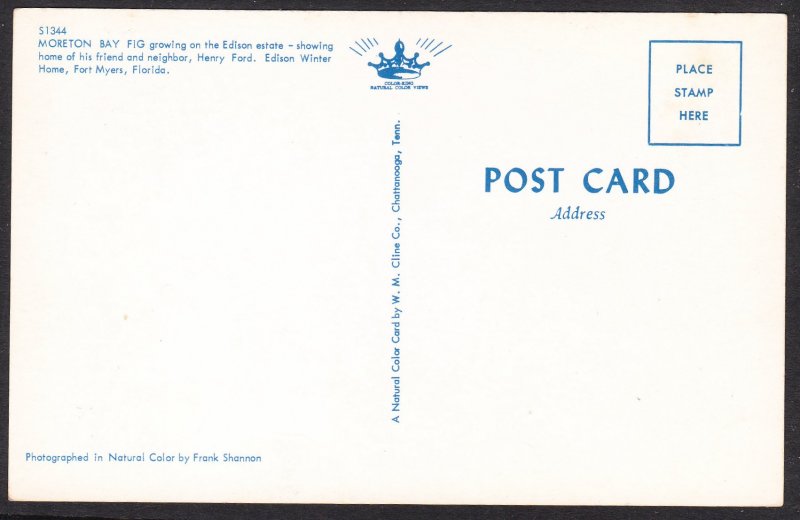 S1344
MORETON BAY FIG growing on the Edison estate – showing
home of his friend and neighbor, Henry Ford. Edison Winter
Home, Fort Myers, Florida.
COLOR-KING
NATURAL COLOR VIEWS
PLACE
STAMP
HERE
POST CARD
Address
A Natural Color Card by W. M. Cline Co., Chattanooga, Tenn.
Photographed in Natural Color by Frank Shannon